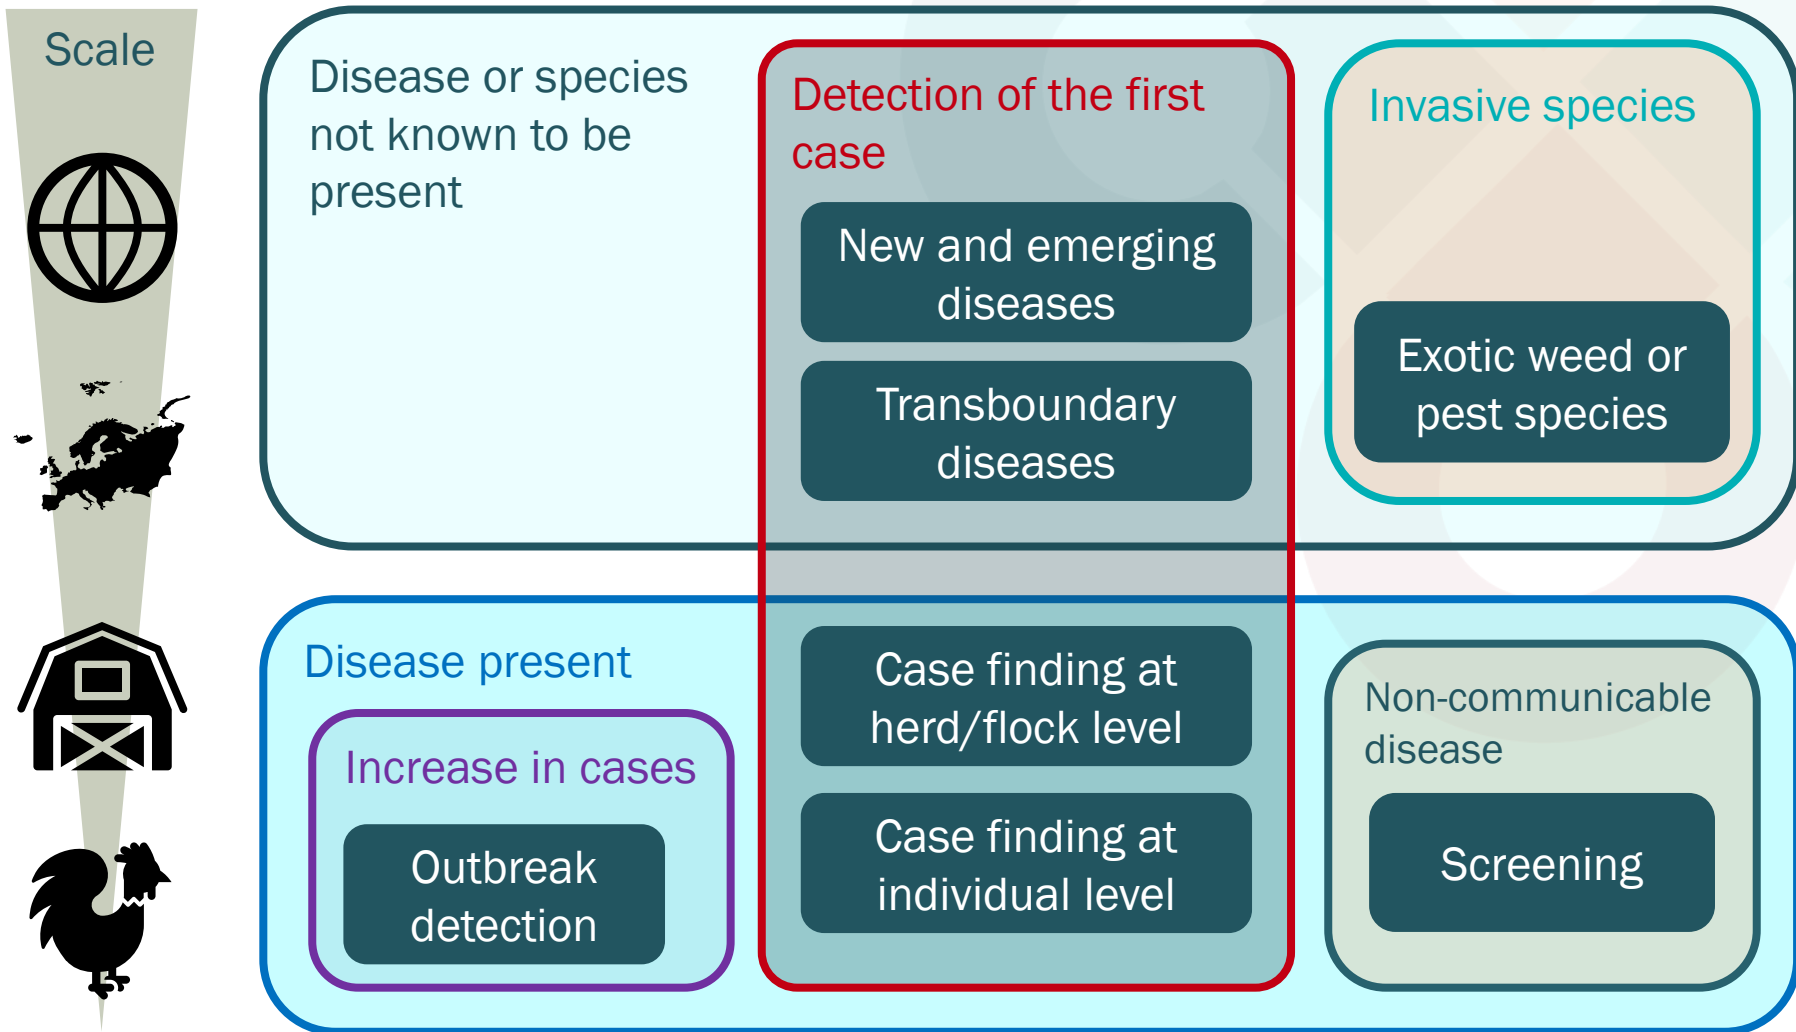 Scale
Disease or species
not known to be
present
Detection of the first
case
New and emerging
diseases
Transboundary
diseases
Invasive species
Exotic weed or
pest species
Disease present
Increase in cases
Outbreak
detection
Case finding at
herd/flock level
Case finding at
individual level
Non-communicable
disease
Screening